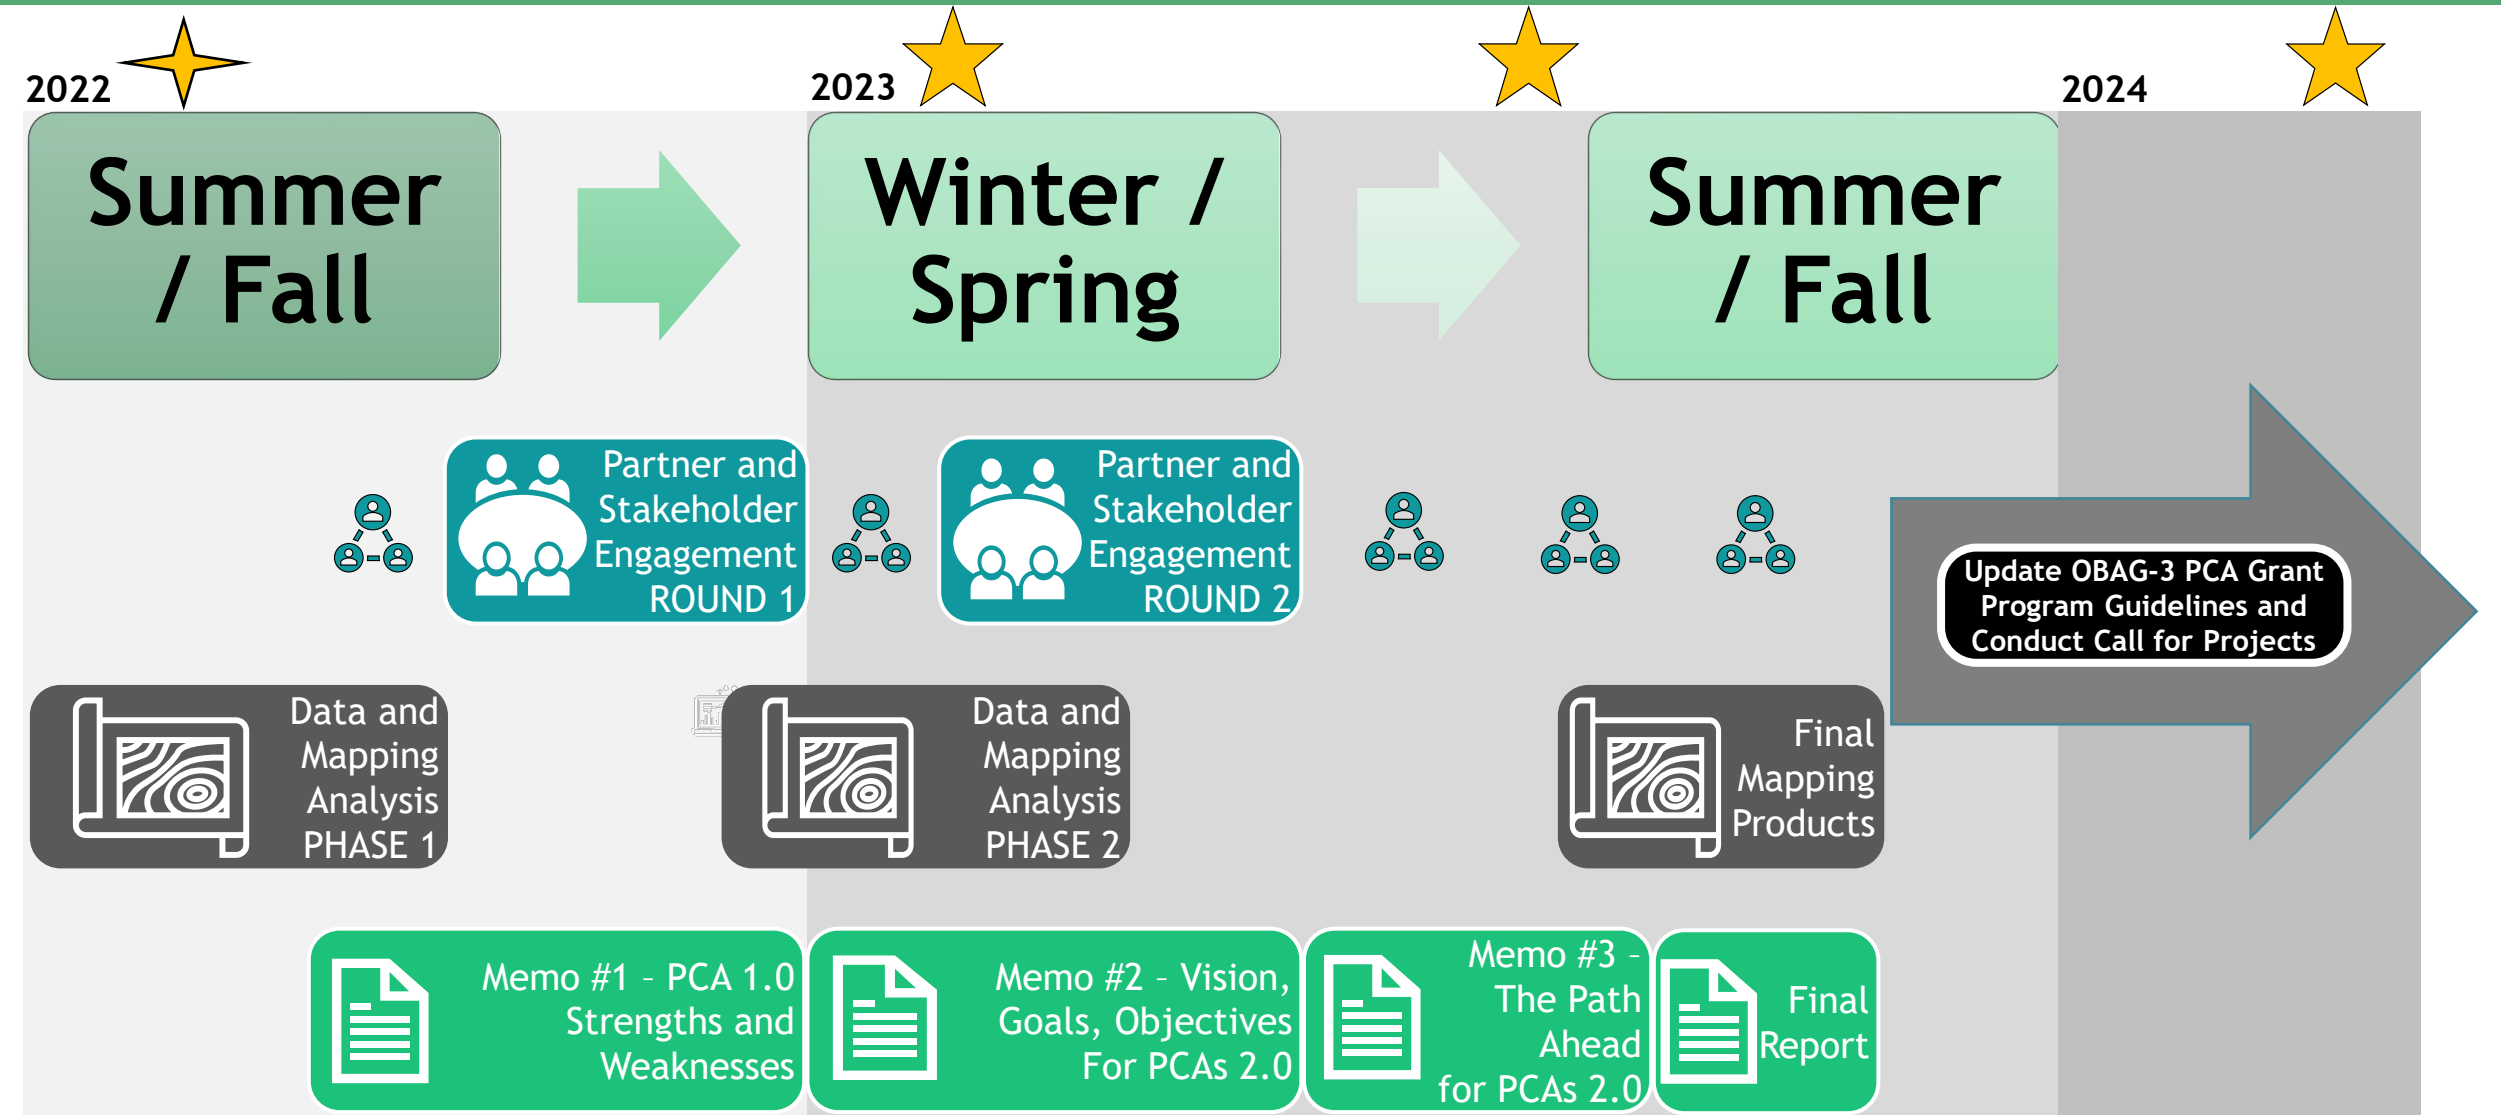 2022
2023
2024
Summer
/ Fall
Winter /
Spring
Summer
/ Fall
Partner and
Stakeholder
Engagement
ROUND 1
Partner and
Stakeholder
Engagement
ROUND 2
Update OBAG-3 PCA Grant
Program Guidelines and
Conduct Call for Projects
Data and
Mapping
Analysis
PHASE 1
Data and
Mapping
Analysis
PHASE 2
Final
Mapping
Products
Memo #1 - PCA 1.0
Strengths and
Weaknesses
Memo #2 - Vision,
Goals, Objectives
For PCAs 2.0
Memo #3 -
The Path
Ahead
for PCAs 2.0
Final
Report